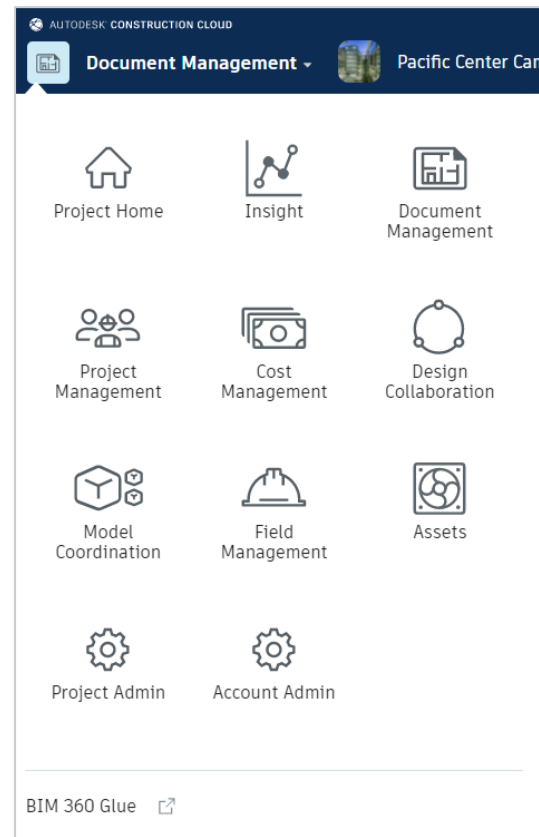 AUTODESK CONSTRUCTION CLOUD
Document Management
Pacific Center Cam
Project Home
Insight
Document
Management
Project
Management
Cost
Management
Design
Collaboration
Model
Coordination
Field
Management
Assets
Project Admin
Account Admin
BIM 360 Glue